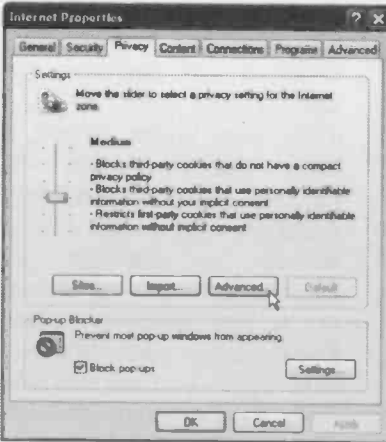 Internet Properties
General Security Privacy Content Connections Programs Advanced
Settings
Move the slider to select a privacy setting for the Internet
zone.
Medium
- Blocks third-party cookies that do not have a compact
privacy policy
- Blocks third-party cookies that use personally identifiable
information without your implicit consent
- Restricts first-party cookies that use personally identifiable
information without implicit consent
Sites... Import... Advanced... Default
Pop-up Blocker
Prevent most pop-up windows from appearing.
Block pop-ups
Settings...
OK Cancel Apply